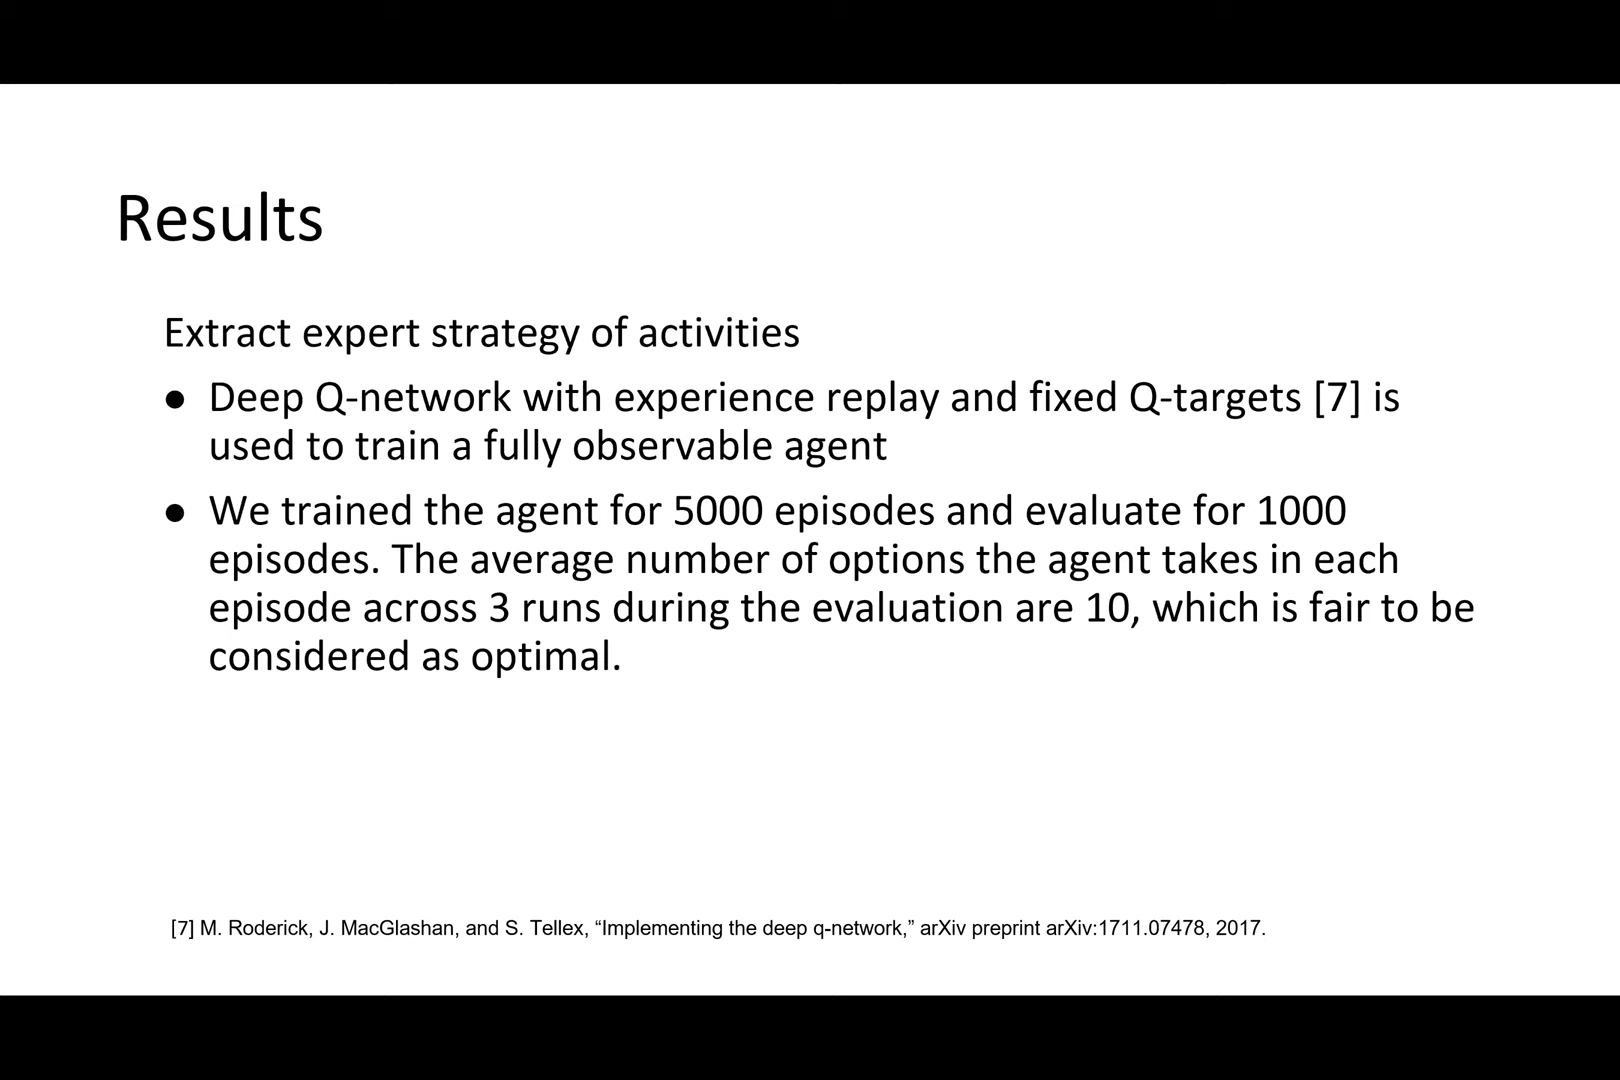 Results
Extract expert strategy of activities
● Deep Q-network with experience replay and fixed Q-targets [7] is
used to train a fully observable agent
● We trained the agent for 5000 episodes and evaluate for 1000
episodes. The average number of options the agent takes in each
episode across 3 runs during the evaluation are 10, which is fair to be
considered as optimal.
[7] M. Roderick, J. MacGlashan, and S. Tellex, “Implementing the deep q-network,” arXiv preprint arXiv:1711.07478, 2017.